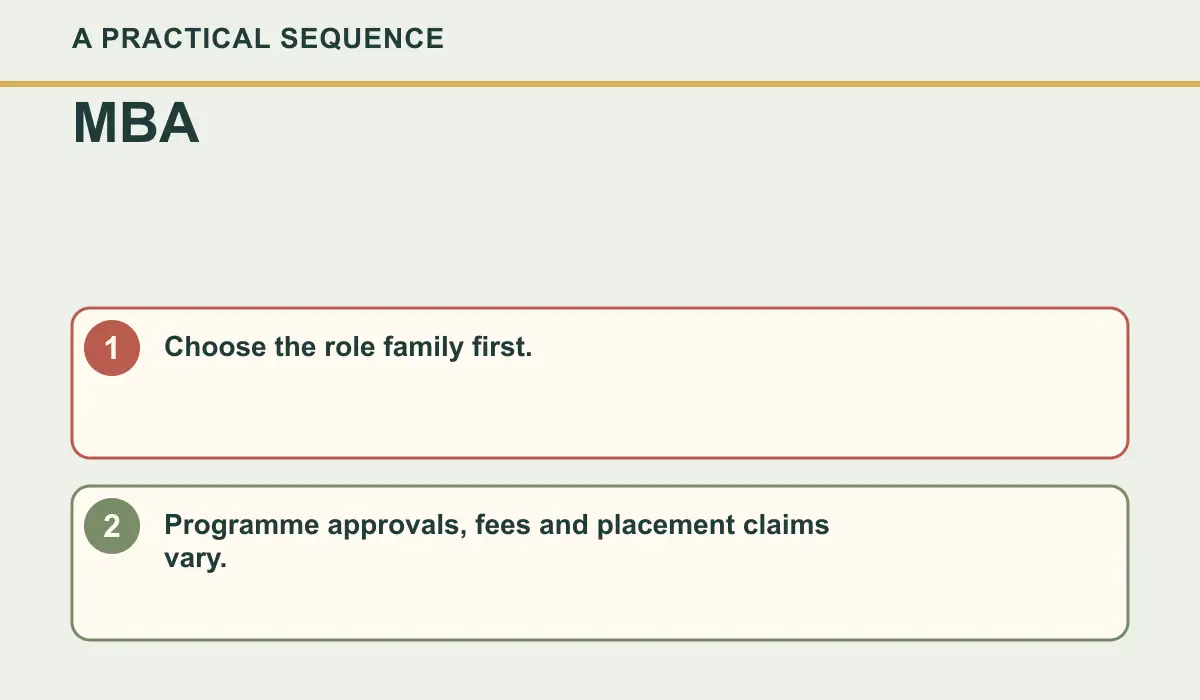 A PRACTICAL SEQUENCE
MBA
1
Choose the role family first.
2
Programme approvals, fees and placement claims
vary.